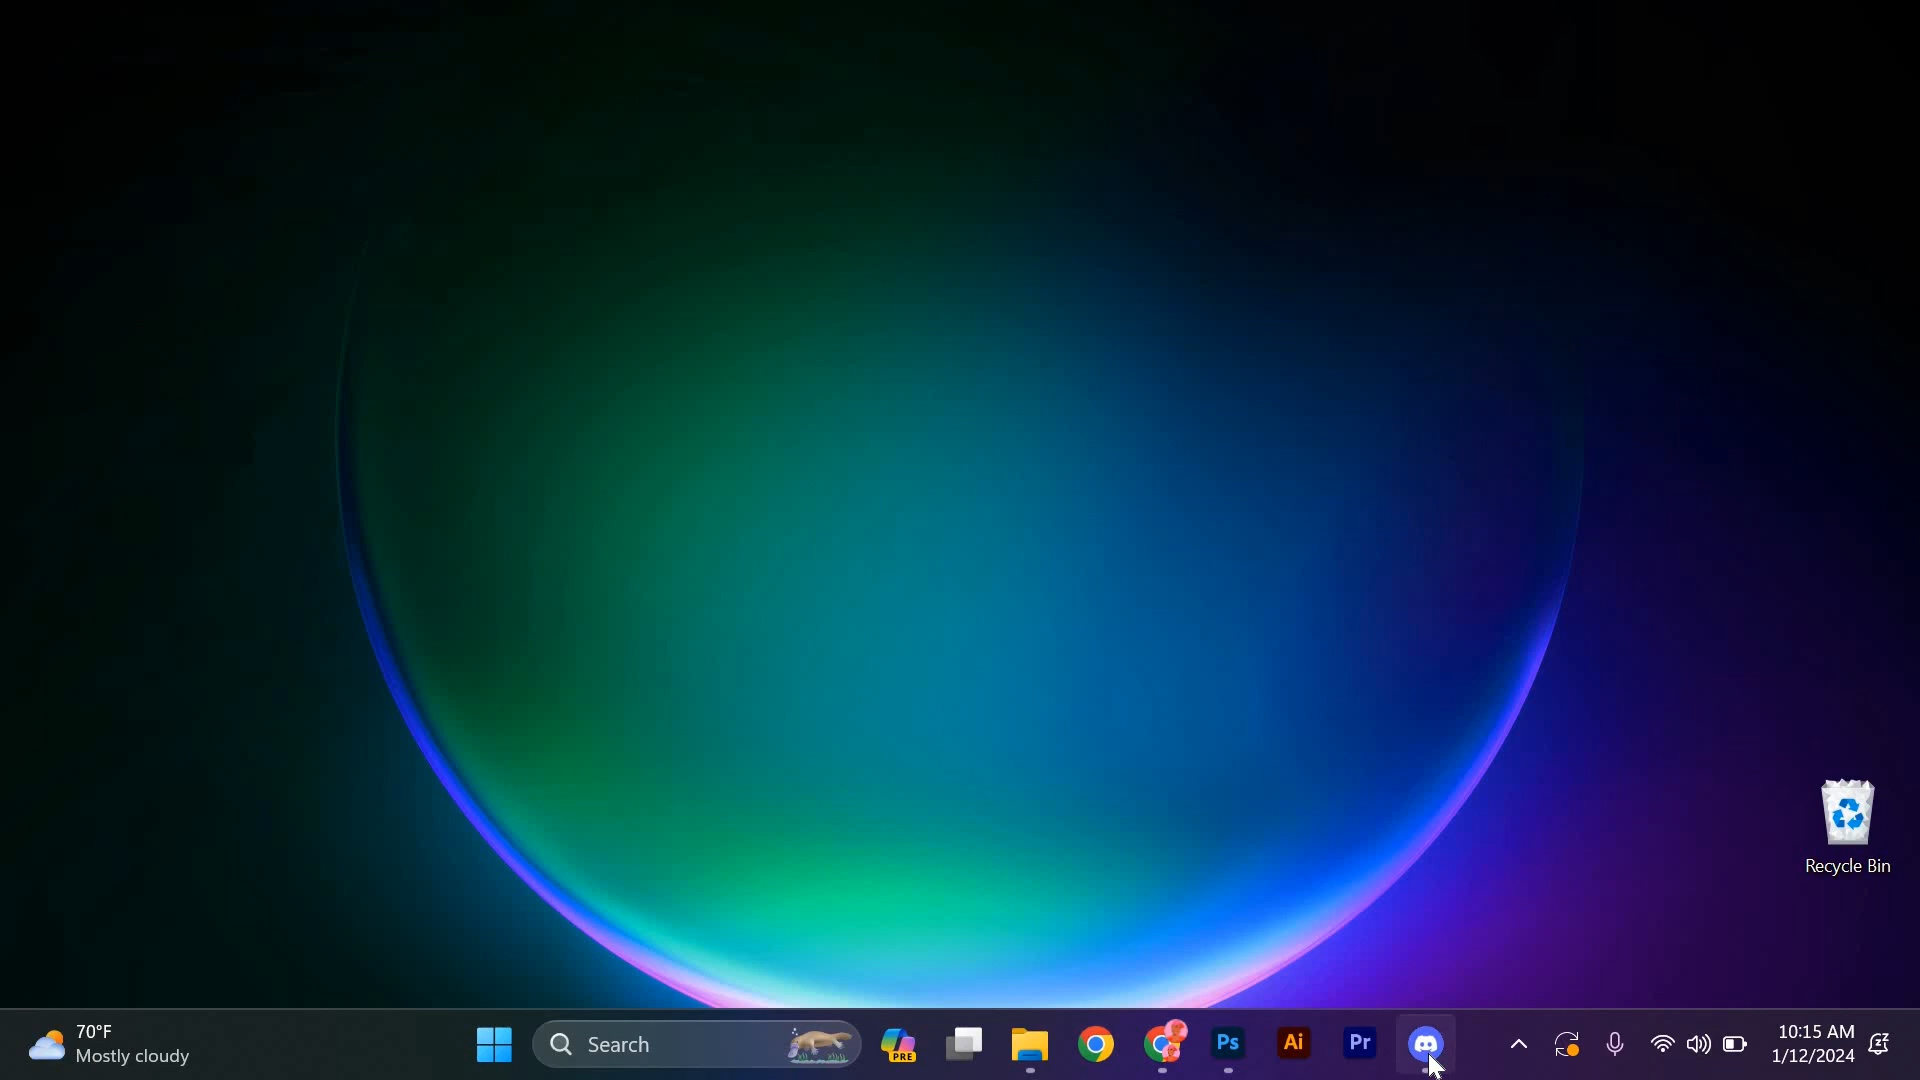 Recycle Bin
70°F
Mostly cloudy
Search
PRE
Ps
Ai
Pr
10:15 AM
1/12/2024